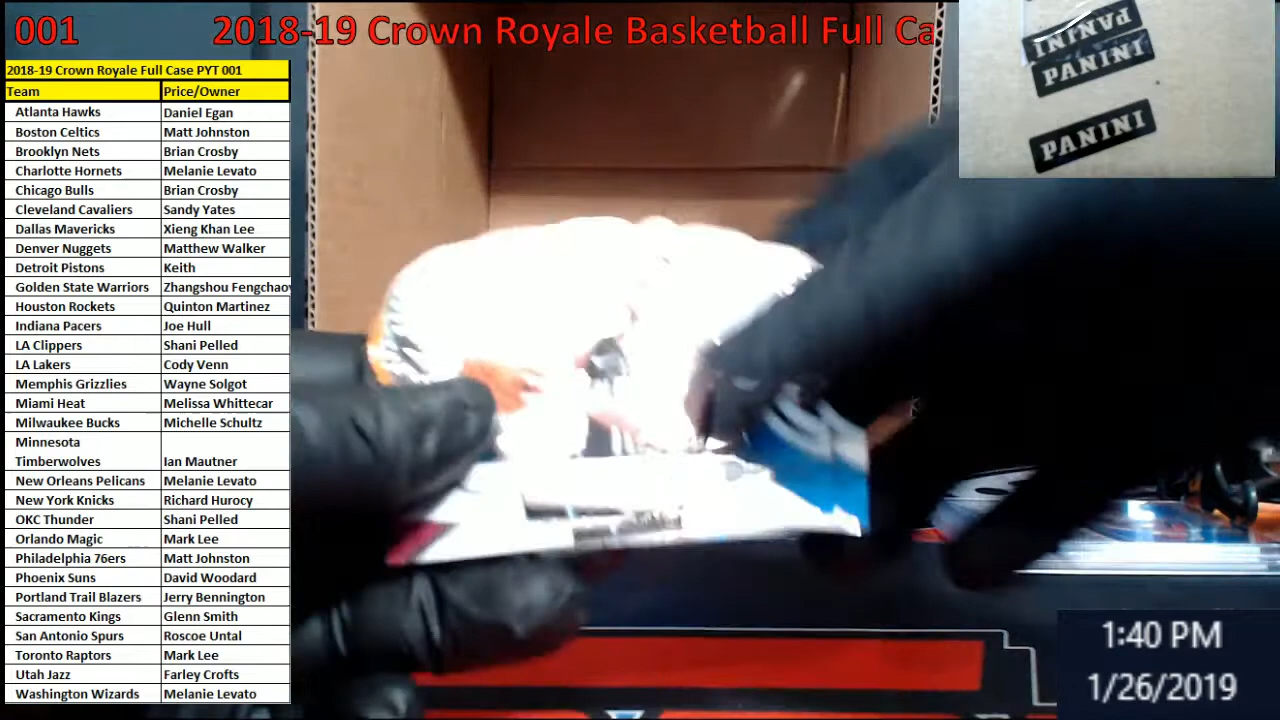 001 2018-19 Crown Royale Basketball Full Ca
2018-19 Crown Royale Full Case PYT 001
Team Price/Owner
Atlanta Hawks Daniel Egan
Boston Celtics Matt Johnston
Brooklyn Nets Brian Crosby
Charlotte Hornets Melanie Levato
Chicago Bulls Brian Crosby
Cleveland Cavaliers Sandy Yates
Dallas Mavericks Xieng Khan Lee
Denver Nuggets Matthew Walker
Detroit Pistons Keith
Golden State Warriors Zhangshou Fengchao
Houston Rockets Quinton Martinez
Indiana Pacers Joe Hull
LA Clippers Shani Pelled
LA Lakers Cody Venn
Memphis Grizzlies Wayne Solgot
Miami Heat Melissa Whittecar
Milwaukee Bucks Michelle Schultz
Minnesota
Timberwolves Ian Mautner
New Orleans Pelicans Melanie Levato
New York Knicks Richard Hurocy
OKC Thunder Shani Pelled
Orlando Magic Mark Lee
Philadelphia 76ers Matt Johnston
Phoenix Suns David Woodard
Portland Trail Blazers Jerry Bennington
Sacramento Kings Glenn Smith
San Antonio Spurs Roscoe Untal
Toronto Raptors Mark Lee
Utah Jazz Farley Crofts
Washington Wizards Melanie Levato
PANINI
PANINI
PANINI
1:40 PM
1/26/2019